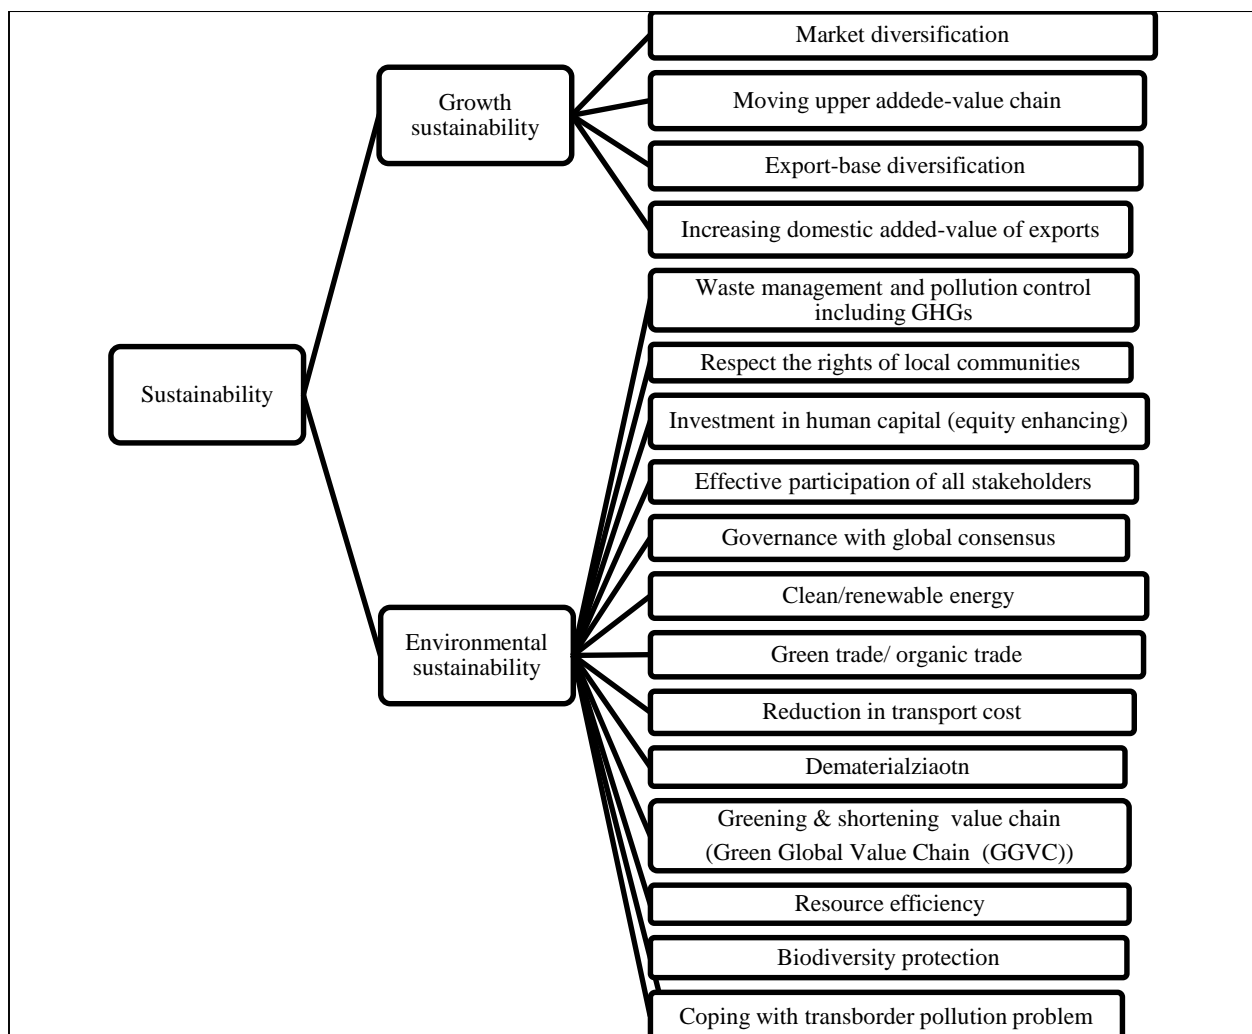 Sustainability
Growth
sustainability
Market diversification
Moving upper addede-value chain
Export-base diversification
Increasing domestic added-value of exports
Environmental
sustainability
Waste management and pollution control
including GHGs
Respect the rights of local communities
Investment in human capital (equity enhancing)
Effective participation of all stakeholders
Governance with global consensus
Clean/renewable energy
Green trade/ organic trade
Reduction in transport cost
Dematerialziaotn
Greening & shortening value chain
(Green Global Value Chain (GGVC))
Resource efficiency
Biodiversity protection
Coping with transborder pollution problem